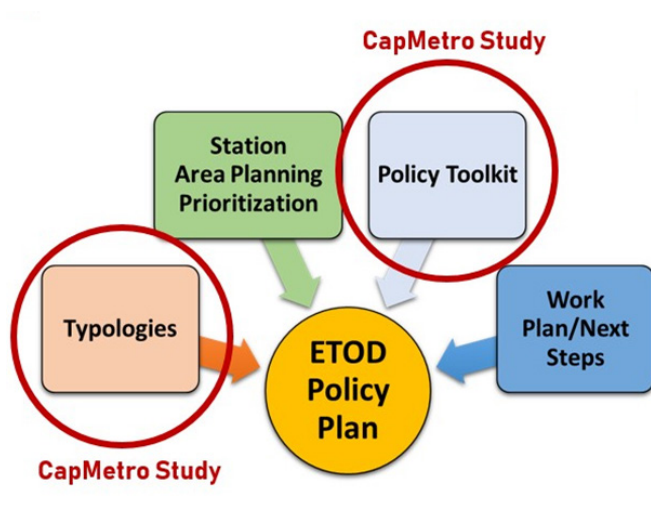 CapMetro Study
Station
Area Planning
Prioritization
Policy Toolkit
Typologies
Work
Plan/Next
Steps
ETOD
Policy
Plan
CapMetro Study